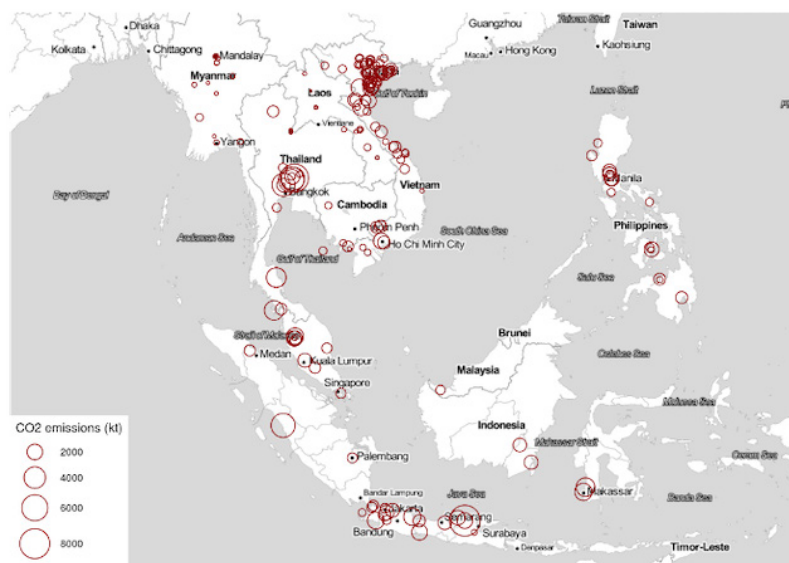 Dhaka
Guangzhou
Taiwan Strait
Taiwan
Kolkata
Chittagong
Macau
Hong Kong
Kaohsiung
Mandalay
Myanmar
Gulf of Tonkin
Laos
Luzon Strait
Vientiane
Yangon
Thailand
Manila
Bay of Bengal
Bangkok
Vietnam
Cambodia
Philippines
Phnom Penh
South China Sea
Andaman Sea
Ho Chi Minh City
Gulf of Thailand
Sulu Sea
Strait of Malacca
Brunei
Medan
Kuala Lumpur
Celebes Sea
Malaysia
Singapore
Molucca Sea
CO2 emissions (kt)
2000
4000
6000
8000
Indonesia
Makassar Strait
Palembang
Ceram Sea
Bandar Lampung
Java Sea
Makassar
Banda Sea
Jakarta
Semarang
Bandung
Surabaya
Denpasar
Timor-Leste